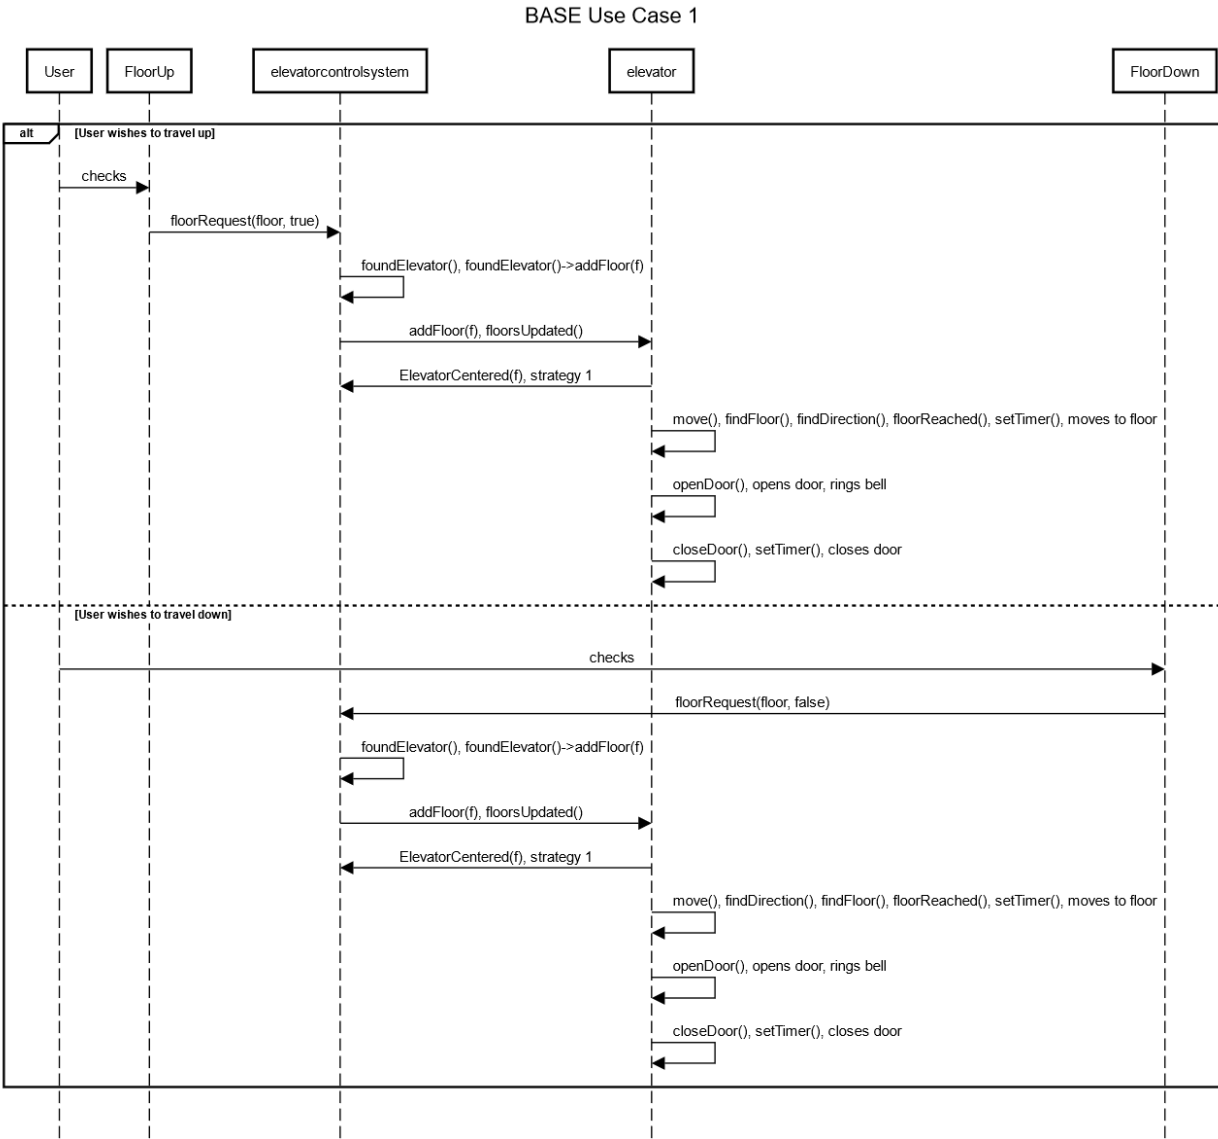 BASE Use Case 1
User
FloorUp
elevatorcontrolsystem
elevator
FloorDown
alt
[User wishes to travel up]
checks
floorRequest(floor, true)
foundElevator(), foundElevator()->addFloor(f)
addFloor(f), floorsUpdated()
ElevatorCentered(f), strategy 1
move(), findFloor(), findDirection(), floorReached(), setTimer(), moves to floor
openDoor(), opens door, rings bell
closeDoor(), setTimer(), closes door
[User wishes to travel down]
checks
floorRequest(floor, false)
foundElevator(), foundElevator()->addFloor(f)
addFloor(f), floorsUpdated()
ElevatorCentered(f), strategy 1
move(), findDirection(), findFloor(), floorReached(), setTimer(), moves to floor
openDoor(), opens door, rings bell
closeDoor(), setTimer(), closes door